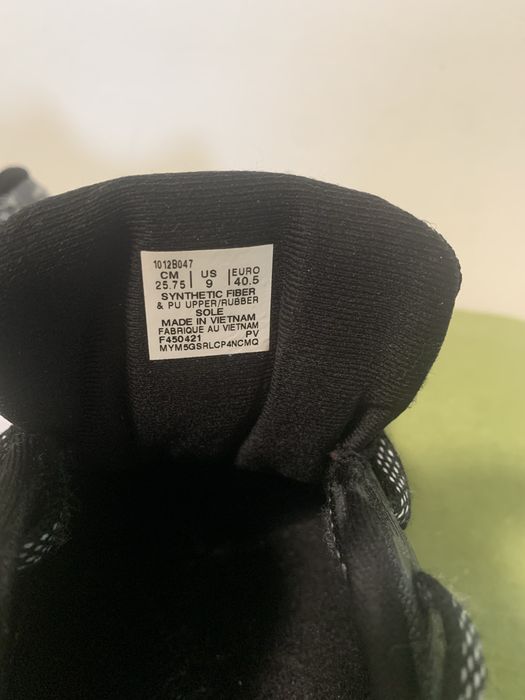 1012B047
CM US EURO
25.75 9 40.5
SYNTHETIC FIBER
& PU UPPER/RUBBER
SOLE
MADE IN VIETNAM
FABRIQUE AU VIETNAM
F450421 PV
MYM5GSRLCP4NCMQ